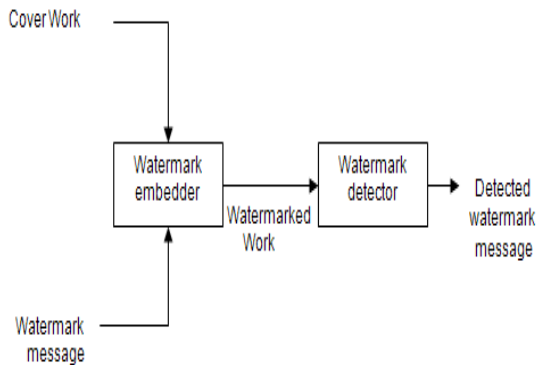 Cover Work
Watermark
embedder
Watermark
detector
Watermarked
Work
Detected
watermark
message
Watermark
message